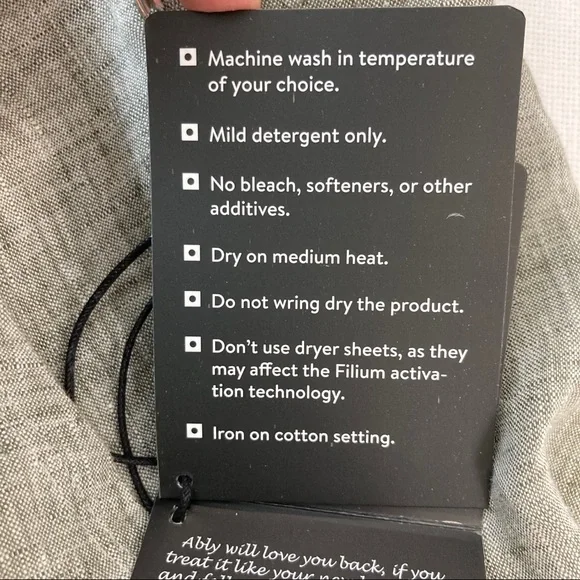 Machine wash in temperature
of your choice.
Mild detergent only.
No bleach, softeners, or other
additives.
Dry on medium heat.
Do not wring dry the product.
Don't use dryer sheets, as they
may affect the Filium activa-
tion technology.
Iron on cotton setting.
Ably will love you back, if you
treat it like your
and